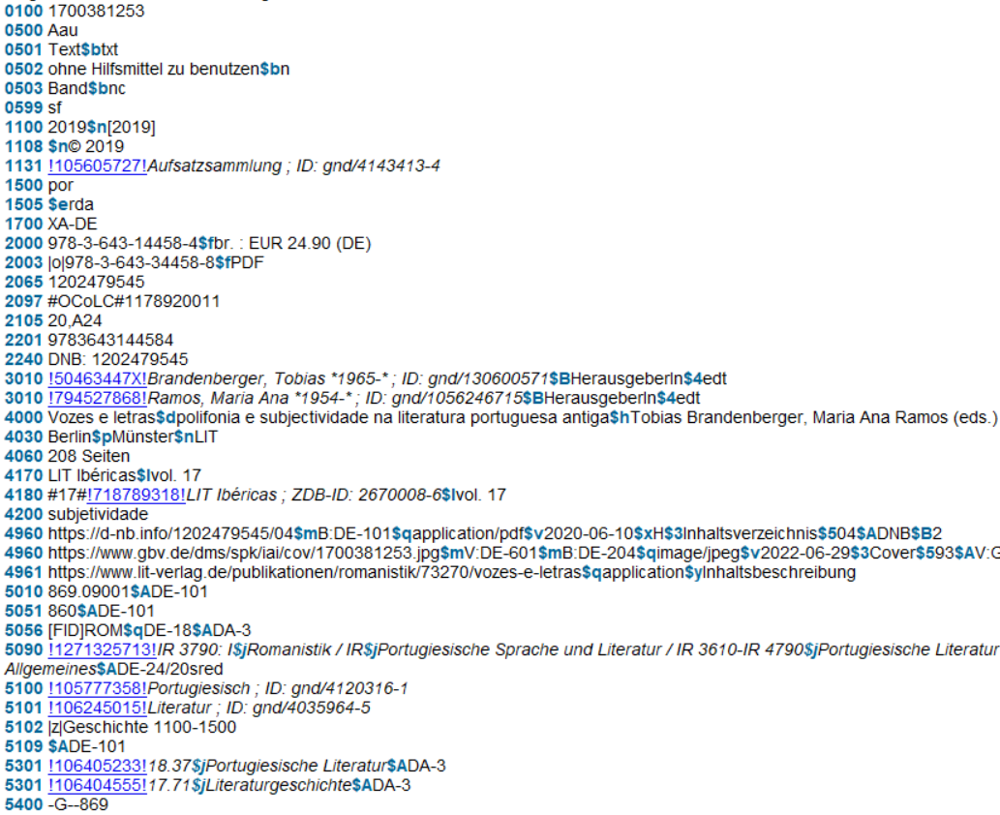 0100 1700381253
0500 Aau
0501 Text$btxt
0502 ohne Hilfsmittel zu benutzen$bn
0503 Band$bnc
0599 sf
1100 2019$n[2019]
1108 $n© 2019
1131 !105605727!Aufsatzsammlung ; ID: gnd/4143413-4
1500 por
1505 $erda
1700 XA-DE
2000 978-3-643-14458-4$fbr. : EUR 24.90 (DE)
2003 |o|978-3-643-34458-8$fPDF
2065 1202479545
2097 #OCoLC#1178920011
2105 20,A24
2201 9783643144584
2240 DNB: 1202479545
3010 !50463447X!Brandenberger, Tobias *1965-* ; ID: gnd/130600571$BHerausgeberIn$4edt
3010 !794527868!Ramos, Maria Ana *1954-* ; ID: gnd/1056246715$BHerausgeberIn$4edt
4000 Vozes e letras$dpolifonia e subjectividade na literatura portuguesa antiga$hTobias Brandenberger, Maria Ana Ramos (eds.)
4030 Berlin$pMünster$nLIT
4060 208 Seiten
4170 LIT Ibéricas$lvol. 17
4180 #17#!718789318!LIT Ibéricas ; ZDB-ID: 2670008-6$lvol. 17
4200 subjetividade
4960 https://d-nb.info/1202479545/04$mB:DE-101$qapplication/pdf$v2020-06-10$xH$3Inhaltsverzeichnis$504$ADNB$B2
4960 https://www.gbv.de/dms/spk/iai/cov/1700381253.jpg$mV:DE-601$mB:DE-204$qimage/jpeg$v2022-06-29$3Cover$593$AV:G
4961 https://www.lit-verlag.de/publikationen/romanistik/73270/vozes-e-letras$qapplication$yInhaltsbeschreibung
5010 869.09001$ADE-101
5051 860$ADE-101
5056 [FID]ROM$qDE-18$ADA-3
5090 !1271325713!IR 3790: I$jRomanistik / IR$jPortugiesische Sprache und Literatur / IR 3610-IR 4790$jPortugiesische Literatur
Allgemeines$ADE-24/20sred
5100 !105777358!Portugiesisch ; ID: gnd/4120316-1
5101 !106245015!Literatur ; ID: gnd/4035964-5
5102 |z|Geschichte 1100-1500
5109 $ADE-101
5301 !106405233!18.37$jPortugiesische Literatur$ADA-3
5301 !106404555!17.71$jLiteraturgeschichte$ADA-3
5400 -G--869